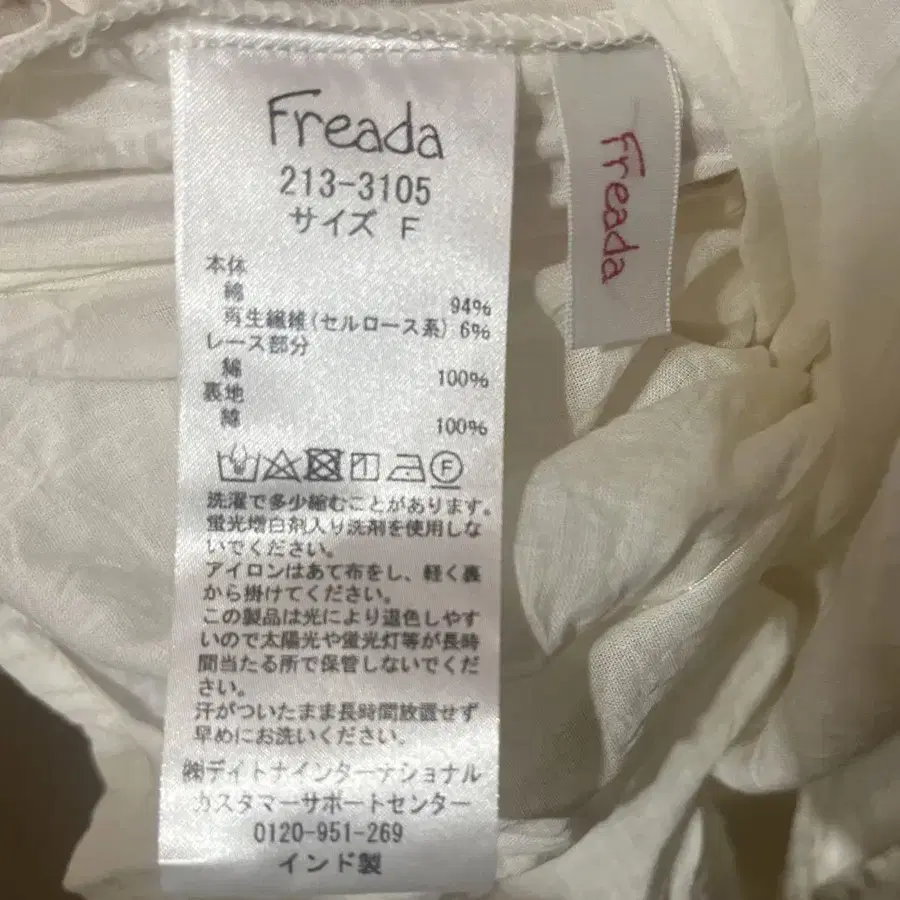 Freada
213-3105
サイズ F
本体
綿 94%
再生繊維(セルロース系) 6%
レース部分
綿 100%
裏地
綿 100%
F
洗濯で多少縮むことがあります。
蛍光増白剤入り洗剤を使用しな
いでください。
アイロンはあて布をし、軽く裏
から掛けてください。
この製品は光により退色しやす
いので太陽光や蛍光灯等が長時
間当たる所で保管しないでくだ
さい。
汗がついたまま長時間放置せず
早めにお洗いください。
㈱デイトナインターナショナル
カスタマーサポートセンター
0120-951-269
インド製
Freada